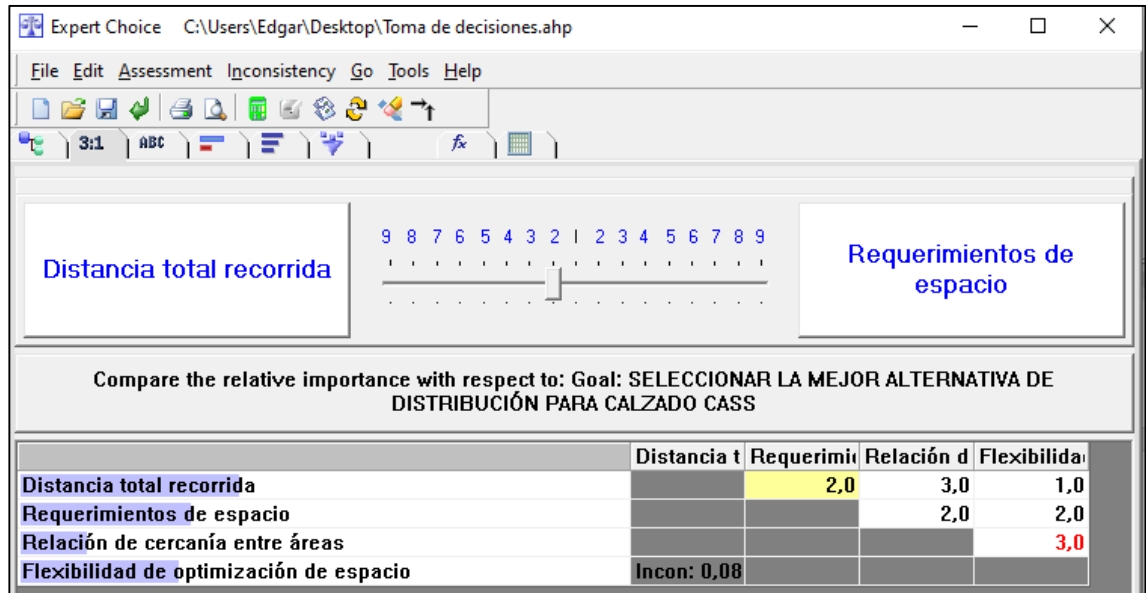 Expert Choice C:\Users\Edgar\Desktop\Toma de decisiones.ahp
File Edit Assessment Inconsistency Go Tools Help
3:1 ABC fx
9 8 7 6 5 4 3 2 1 2 3 4 5 6 7 8 9
Distancia total recorrida
Requerimientos de
espacio
Compare the relative importance with respect to: Goal: SELECCIONAR LA MEJOR ALTERNATIVA DE
DISTRIBUCIÓN PARA CALZADO CASS
Distancia t Requerimi Relación d Flexibilida
Distancia total recorrida 2,0 3,0 1,0
Requerimientos de espacio 2,0 2,0
Relación de cercanía entre áreas 3,0
Flexibilidad de optimización de espacio Incon: 0,08